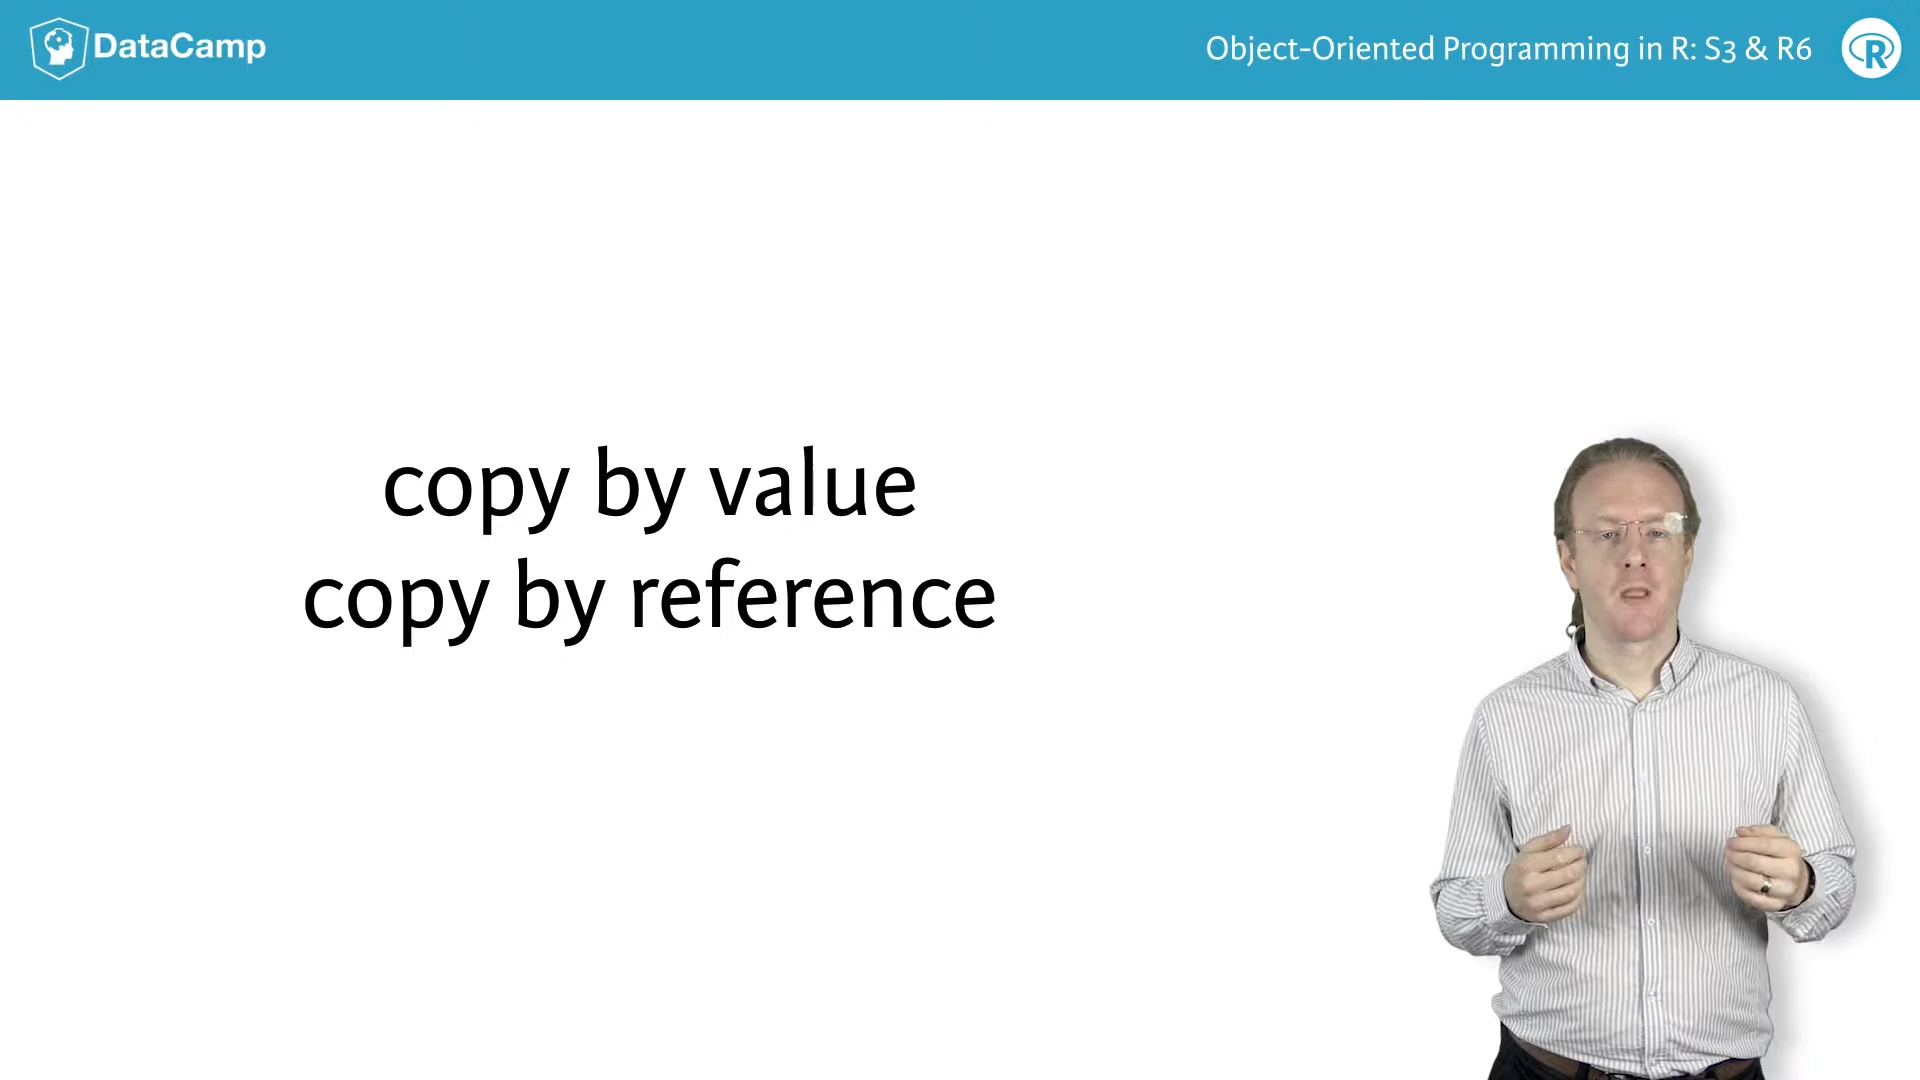 DataCamp
Object-Oriented Programming in R: S3 & R6
R
copy by value
copy by reference